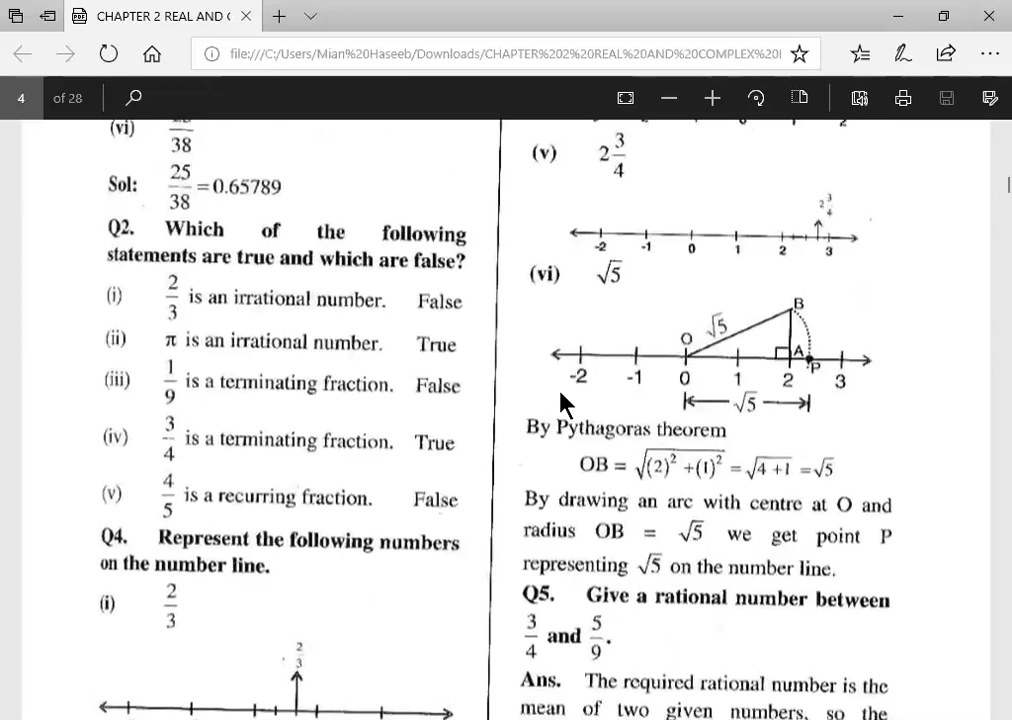 CHAPTER 2 REAL AND C
file:///C:/Users/Mian%20Haseeb/Downloads/CHAPTER%202%20REAL%20AND%20COMPLEX%20
4 of 28
(vi) /38
Sol: 25/38 = 0.65789
Q2. Which of the following
statements are true and which are false?
(i) 2/3 is an irrational number. False
(ii) π is an irrational number. True
(iii) 1/9 is a terminating fraction. False
(iv) 3/4 is a terminating fraction. True
(v) 4/5 is a recurring fraction. False
Q4. Represent the following numbers
on the number line.
(i) 2/3
2/3
(v) 2 3/4
2 3/4
-2 -1 0 1 2 3
(vi) √5
B
√5
O A
P
-2 -1 0 1 2 3
√5
By Pythagoras theorem
OB = √(2)² +(1)² = √4 +1 = √5
By drawing an arc with centre at O and
radius OB = √5 we get point P
representing √5 on the number line.
Q5. Give a rational number between
3/4 and 5/9.
Ans. The required rational number is the
mean of two given numbers, so the